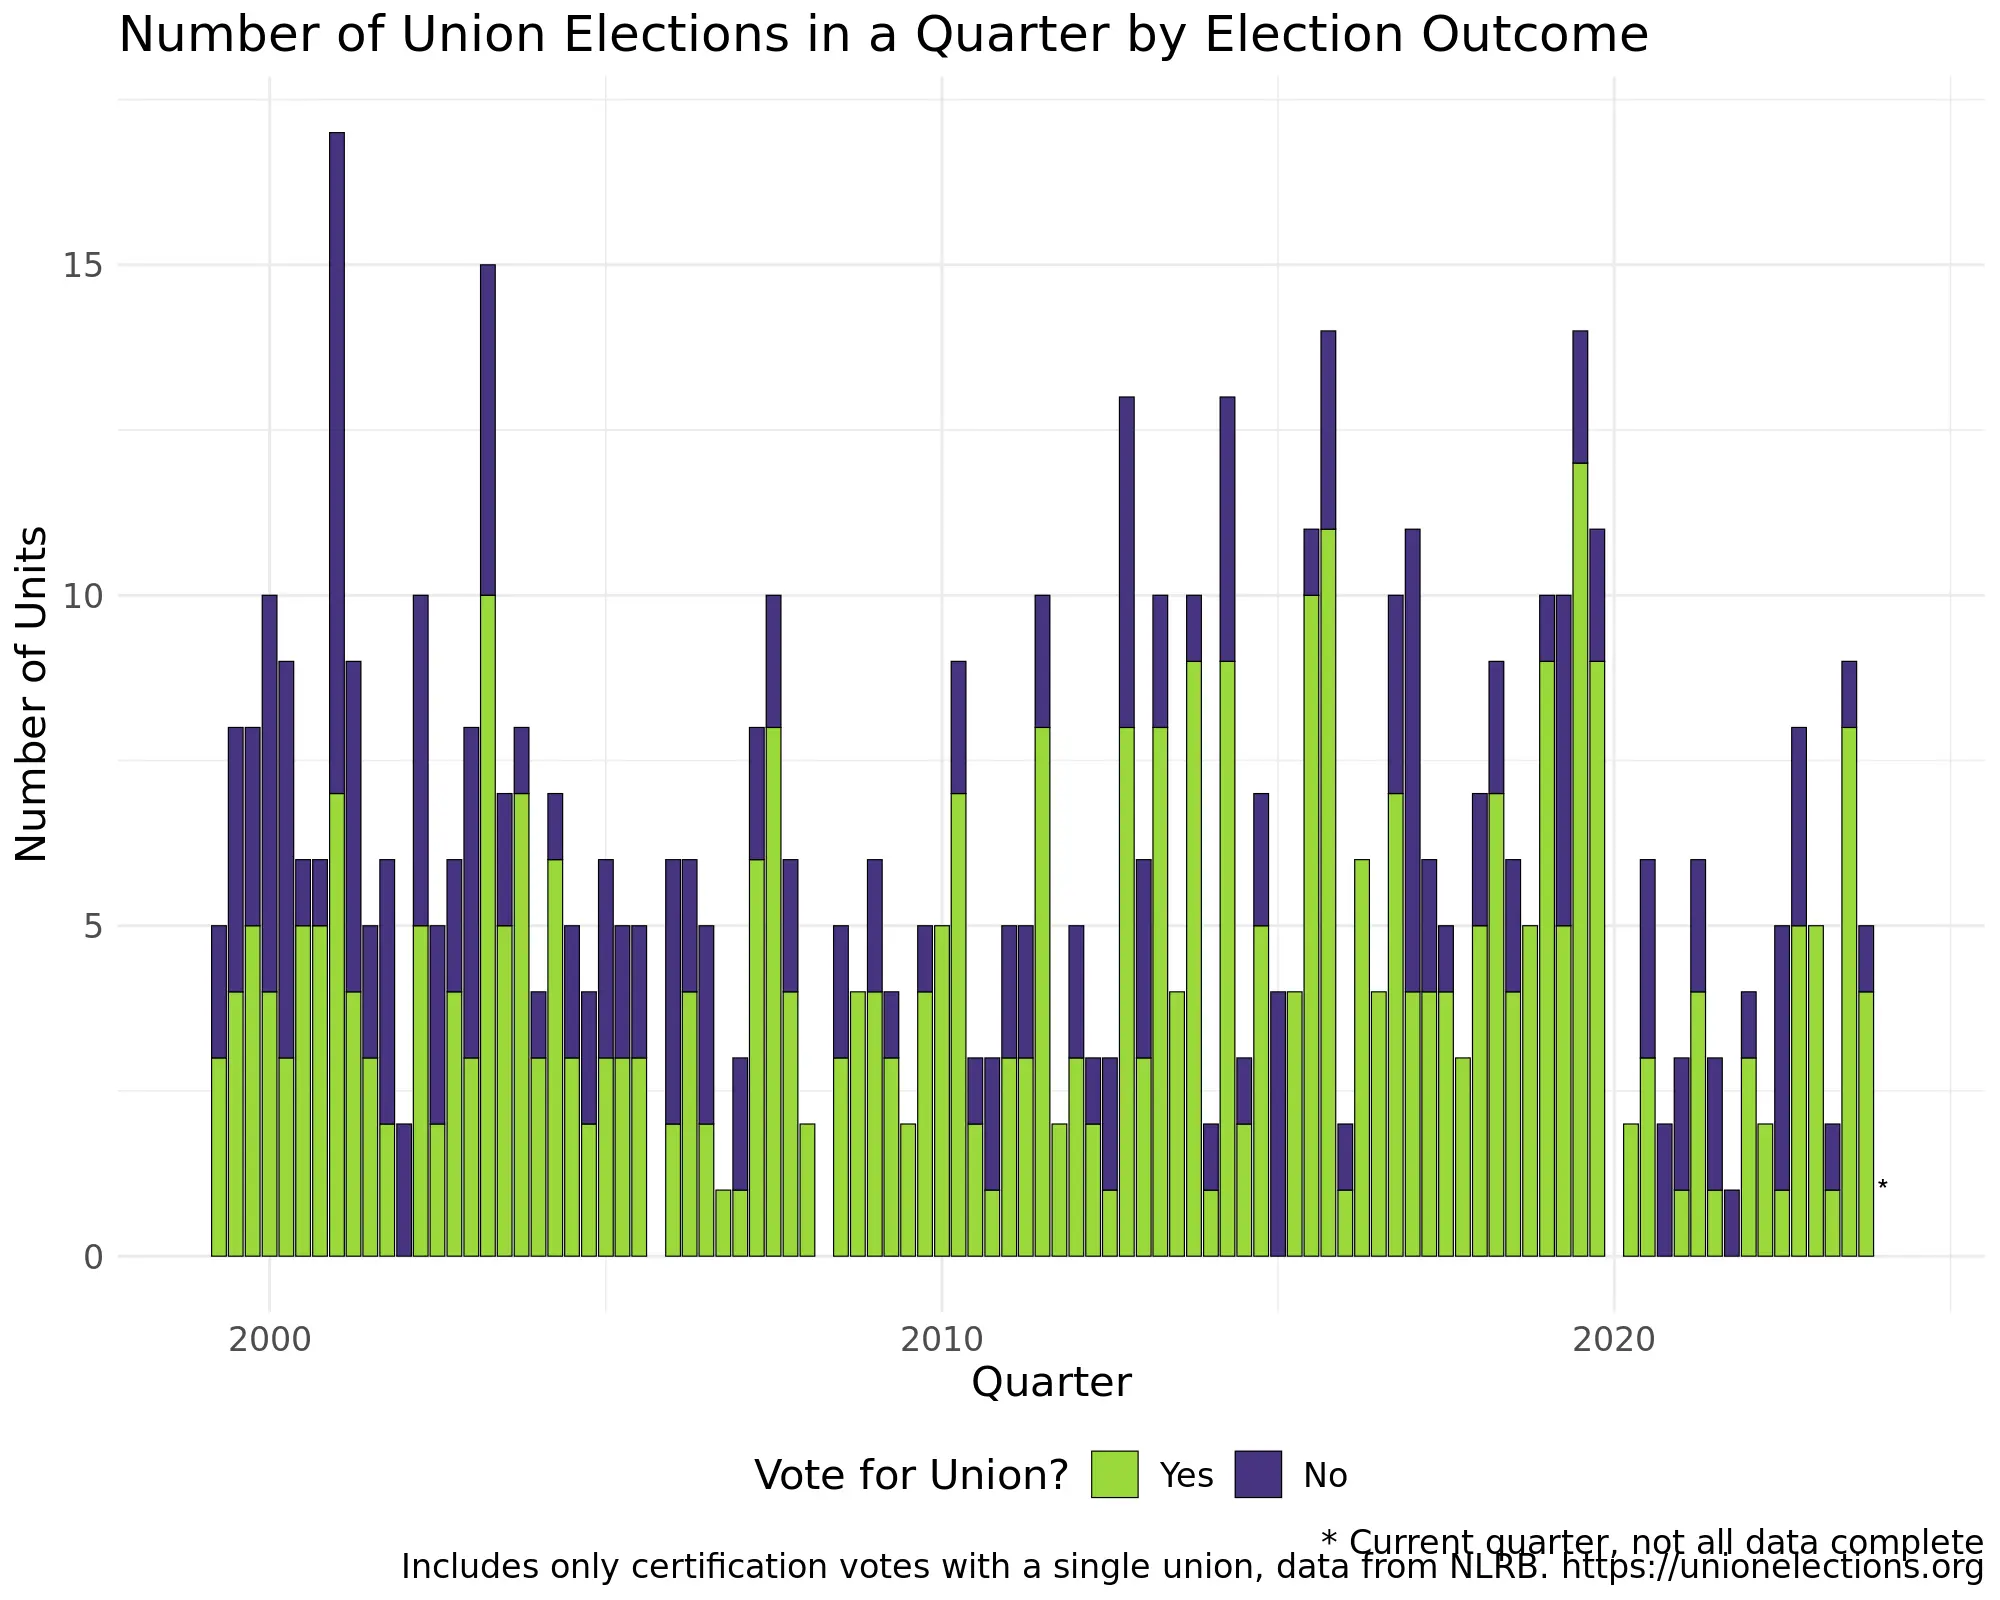 Number of Union Elections in a Quarter by Election Outcome
Number of Units
15
10
5
0
*
2000 2010 2020
Quarter
Vote for Union? Yes No
* Current quarter, not all data complete
Includes only certification votes with a single union, data from NLRB. https://unionelections.org